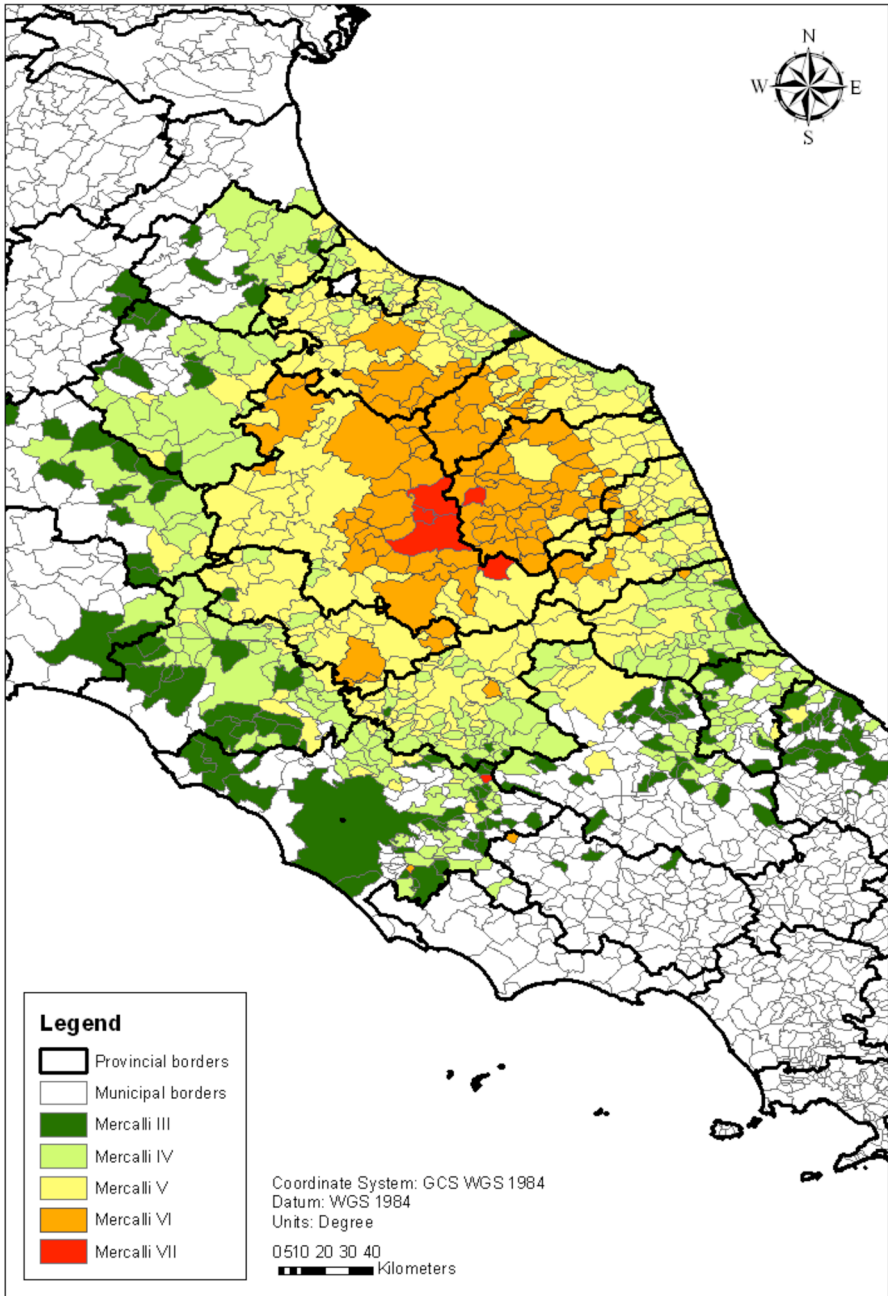 N
W E
S
Legend
Provincial borders
Municipal borders
Mercalli III
Mercalli IV
Mercalli V
Mercalli VI
Mercalli VII
Coordinate System: GCS WGS 1984
Datum: WGS 1984
Units: Degree
0510 20 30 40
Kilometers